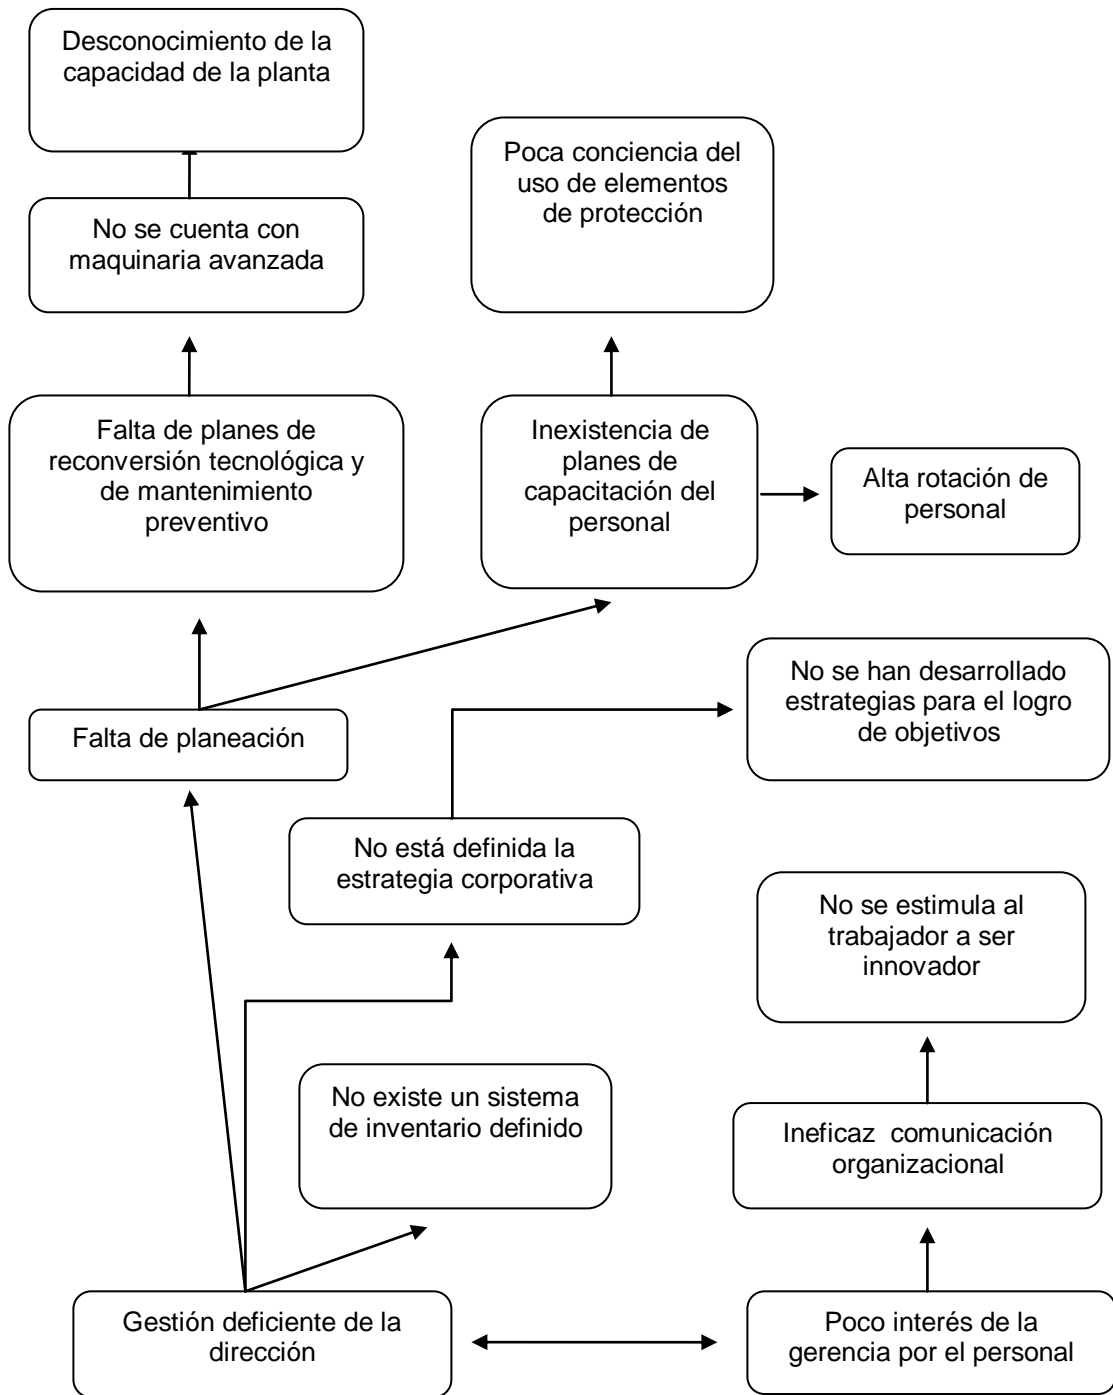 Desconocimiento de la
capacidad de la planta
Poca conciencia del
uso de elementos
de protección
No se cuenta con
maquinaria avanzada
Falta de planes de
reconversión tecnológica y
de mantenimiento
preventivo
Inexistencia de
planes de
capacitación del
personal
Alta rotación de
personal
No se han desarrollado
estrategias para el logro
de objetivos
Falta de planeación
No está definida la
estrategia corporativa
No se estimula al
trabajador a ser
innovador
No existe un sistema
de inventario definido
Ineficaz  comunicación
organizacional
Gestión deficiente de la
dirección
Poco interés de la
gerencia por el personal